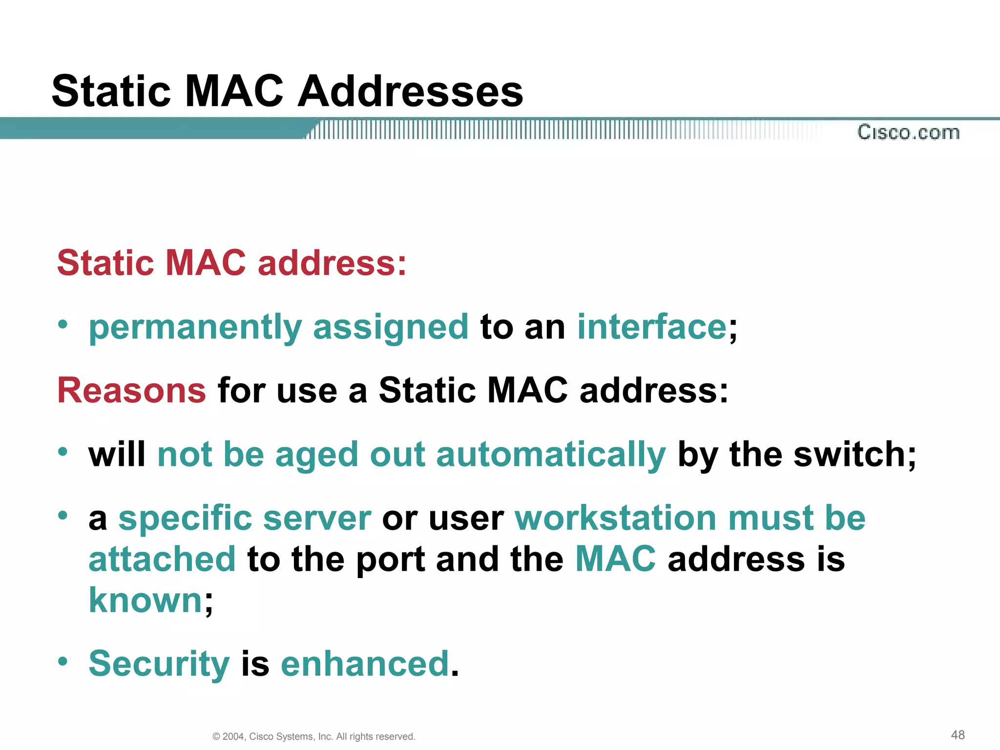 Static MAC Addresses
Cisco.com
Static MAC address:
• permanently assigned to an interface;
Reasons for use a Static MAC address:
• will not be aged out automatically by the switch;
• a specific server or user workstation must be
attached to the port and the MAC address is
known;
• Security is enhanced.
© 2004, Cisco Systems, Inc. All rights reserved.
48